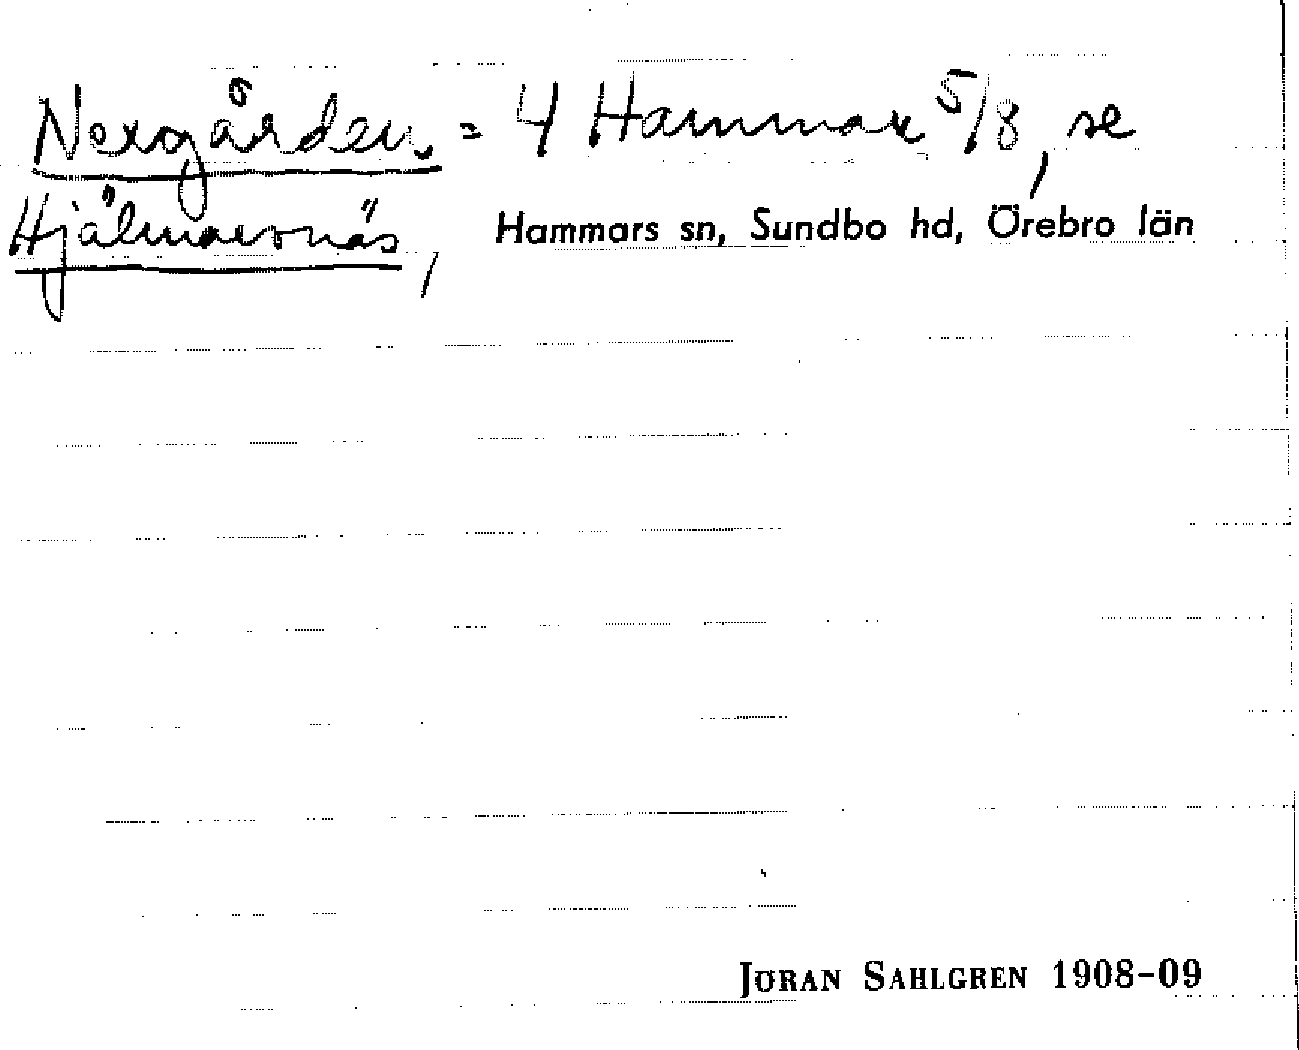 Nergården = 4 Hammar 5/8, se
Hjälmarsnäs, Hammars sn, Sundbo hd, Örebro län
JÖRAN SAHLGREN 1908-09